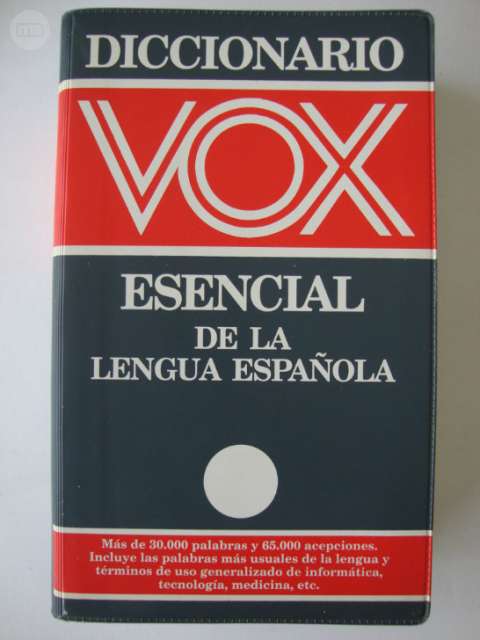 DICCIONARIO
VOX
ESENCIAL
DE LA
LENGUA ESPAÑOLA
Más de 30.000 palabras y 65.000 acepciones.
Incluye las palabras más usuales de la lengua y
términos de uso generalizado de informática,
tecnología, medicina, etc.